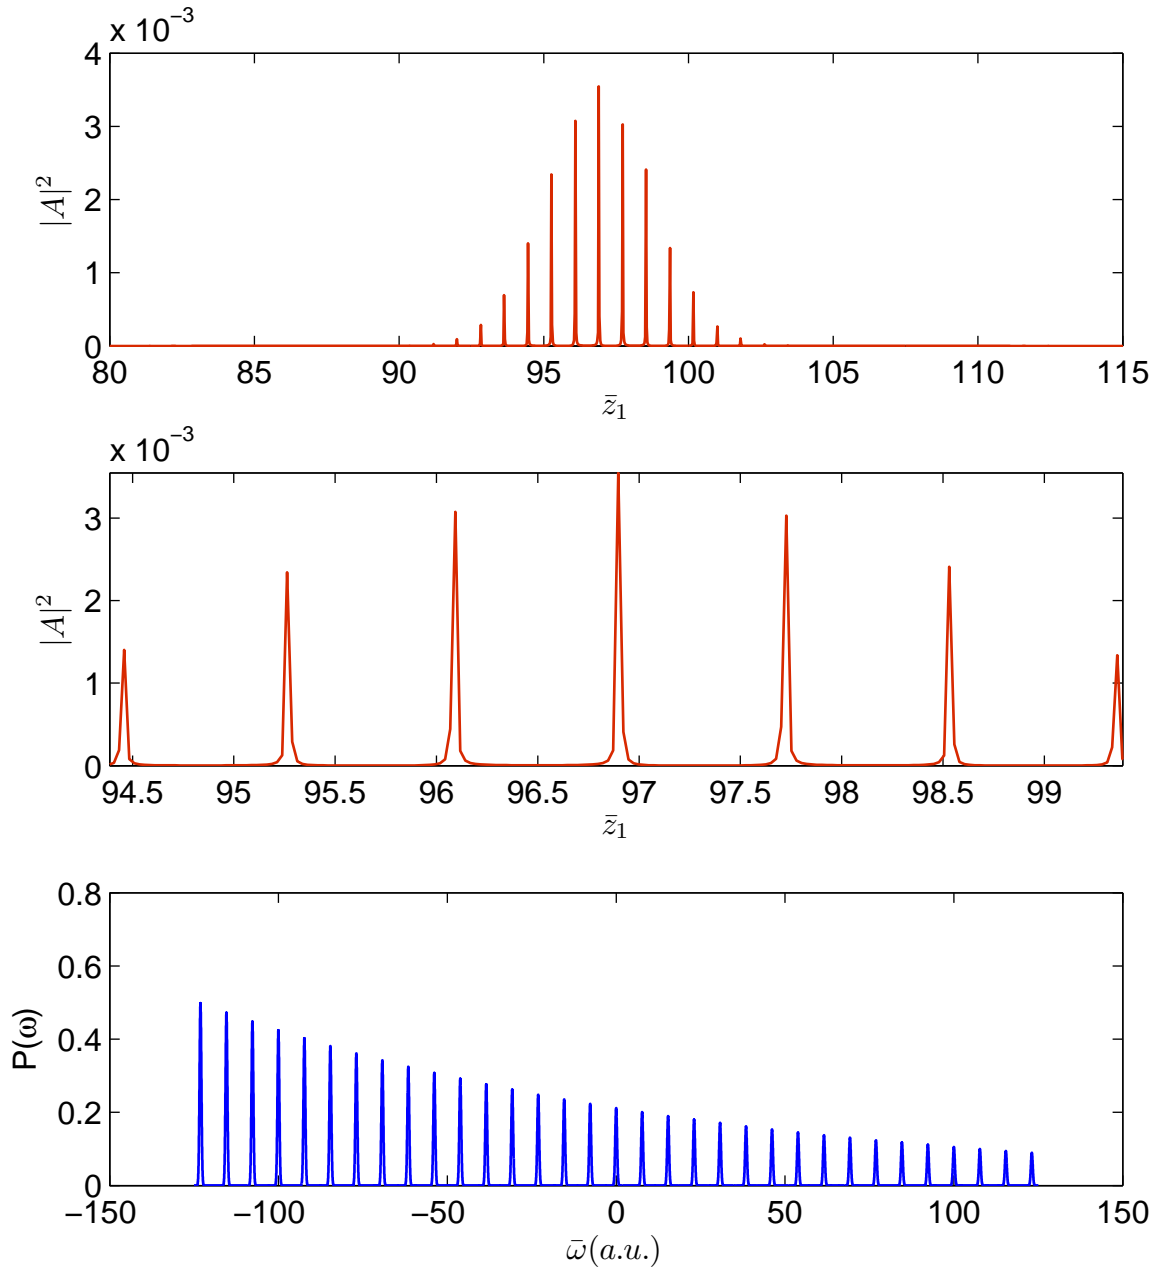 x 10⁻³
4
3
2
1
0
|A|²
80 85 90 95 100 105 110 115
z̄₁
x 10⁻³
3
2
1
0
|A|²
94.5 95 95.5 96 96.5 97 97.5 98 98.5 99
z̄₁
0.8
0.6
0.4
0.2
0
P(ω)
−150 −100 −50 0 50 100 150
ω̄(a.u.)